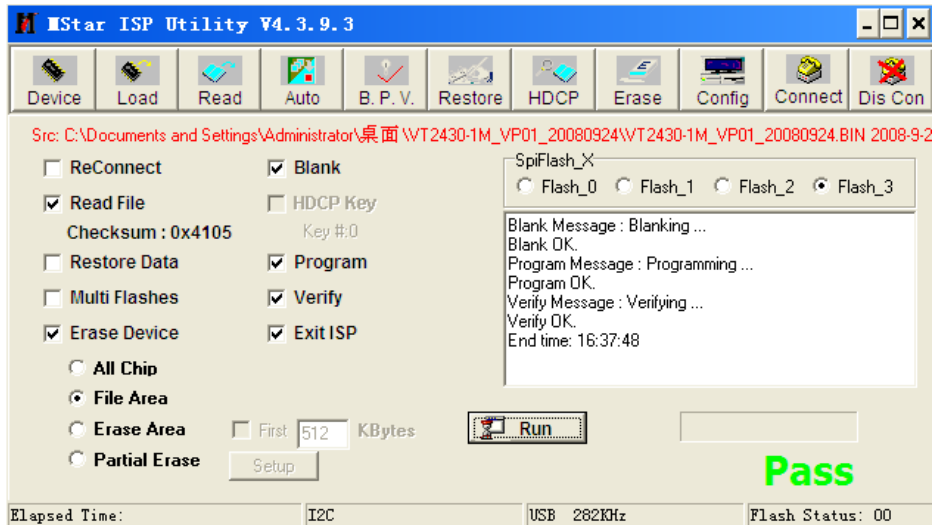 MStar ISP Utility V4.3.9.3
Device Load Read Auto B. P. V. Restore HDCP Erase Config Connect Dis Con
Src: C:\Documents and Settings\Administrator\桌面\VT2430-1M_VP01_20080924\VT2430-1M_VP01_20080924.BIN 2008-9-2
ReConnect
Blank
SpiFlash_X
Flash_0 Flash_1 Flash_2 Flash_3
Read File
HDCP Key
Checksum : 0x4105
Key #:0
Restore Data
Program
Multi Flashes
Verify
Erase Device
Exit ISP
Blank Message : Blanking ...
Blank OK.
Program Message : Programming ...
Program OK.
Verify Message : Verifying ...
Verify OK.
End time: 16:37:48
All Chip
File Area
Erase Area
First 512 KBytes
Partial Erase
Setup
Run
Pass
Elapsed Time: I2C USB 282KHz Flash Status: 00